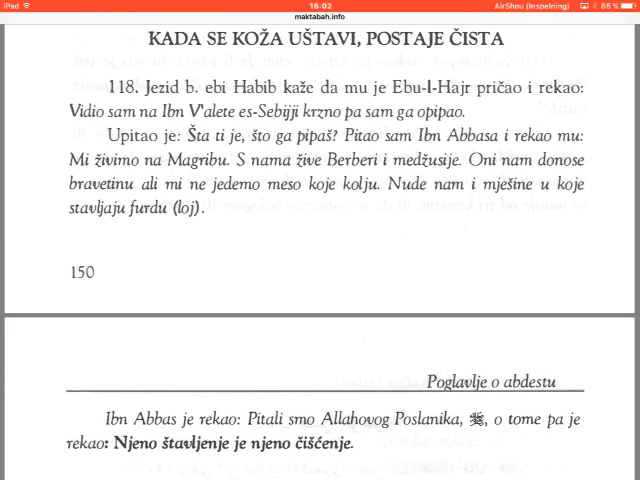 iPad
16:02
AirShou (Inspelning)
65 %
maktabah.info
KADA SE KOŽA UŠTAVI, POSTAJE ČISTA
118. Jezid b. ebi Habib kaže da mu je Ebu-l-Hajr pričao i rekao:
Vidio sam na Ibn V'alete es-Sebijji krzno pa sam ga opipao.
Upitao je: Šta ti je, što ga pipaš? Pitao sam Ibn Abbasa i rekao mu:
Mi živimo na Magribu. S nama žive Berberi i medžusije. Oni nam donose
bravetinu ali mi ne jedemo meso koje kolju. Nude nam i mješine u koje
stavljaju furdu (loj).
150
Poglavlje o abdestu
Ibn Abbas je rekao: Pitali smo Allahovog Poslanika, ﷺ, o tome pa je
rekao: Njeno štavljenje je njeno čišćenje.